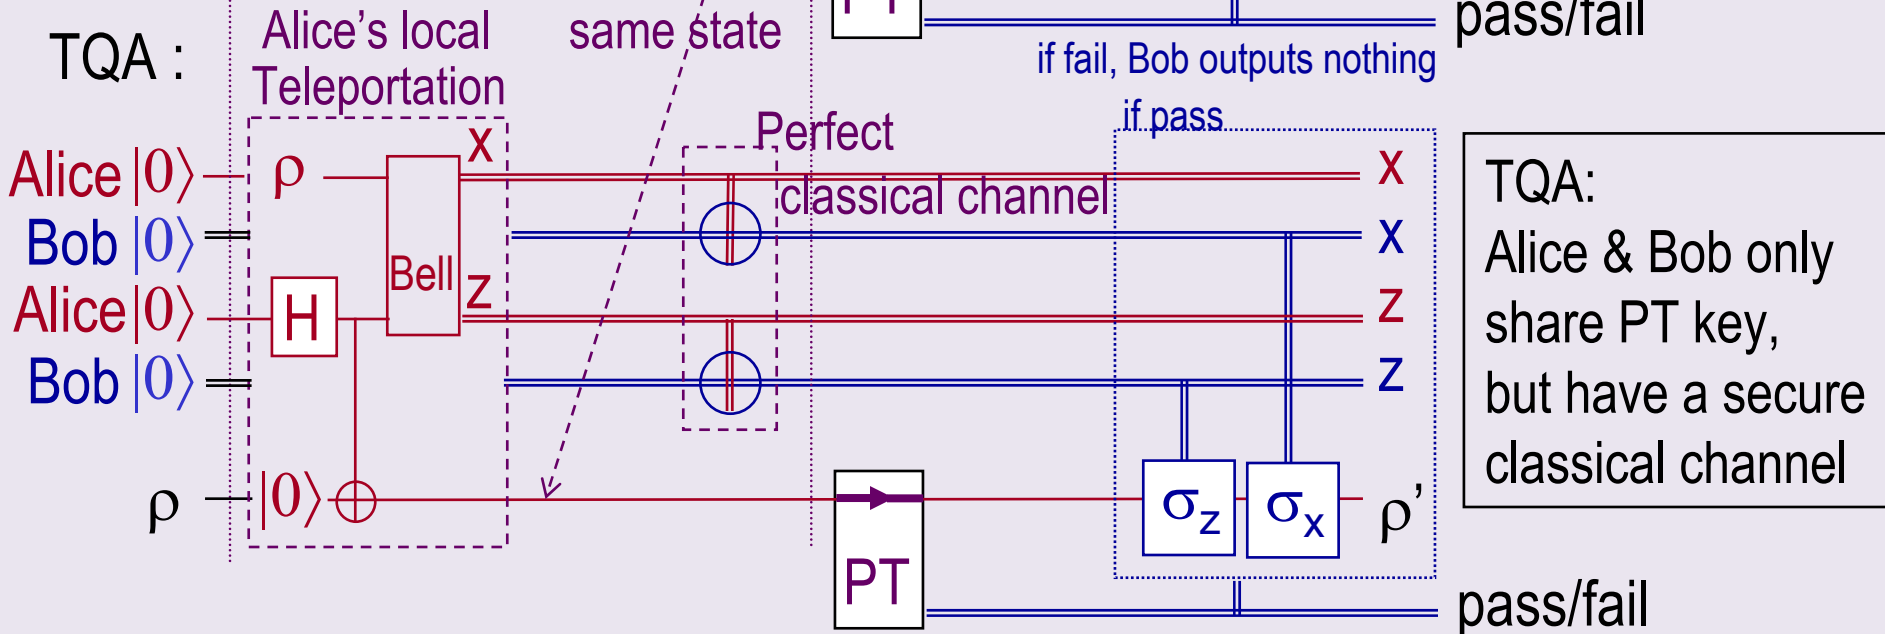 PT
pass/fail
Alice's local
Teleportation
same state
TQA :
if fail, Bob outputs nothing
if pass
Perfect
classical channel
Alice |0⟩
ρ
x
x
Bob |0⟩
x
Bell
Alice |0⟩
H
z
z
Bob |0⟩
z
ρ
|0⟩
σz
σx
ρ’
PT
pass/fail
TQA:
Alice & Bob only
share PT key,
but have a secure
classical channel